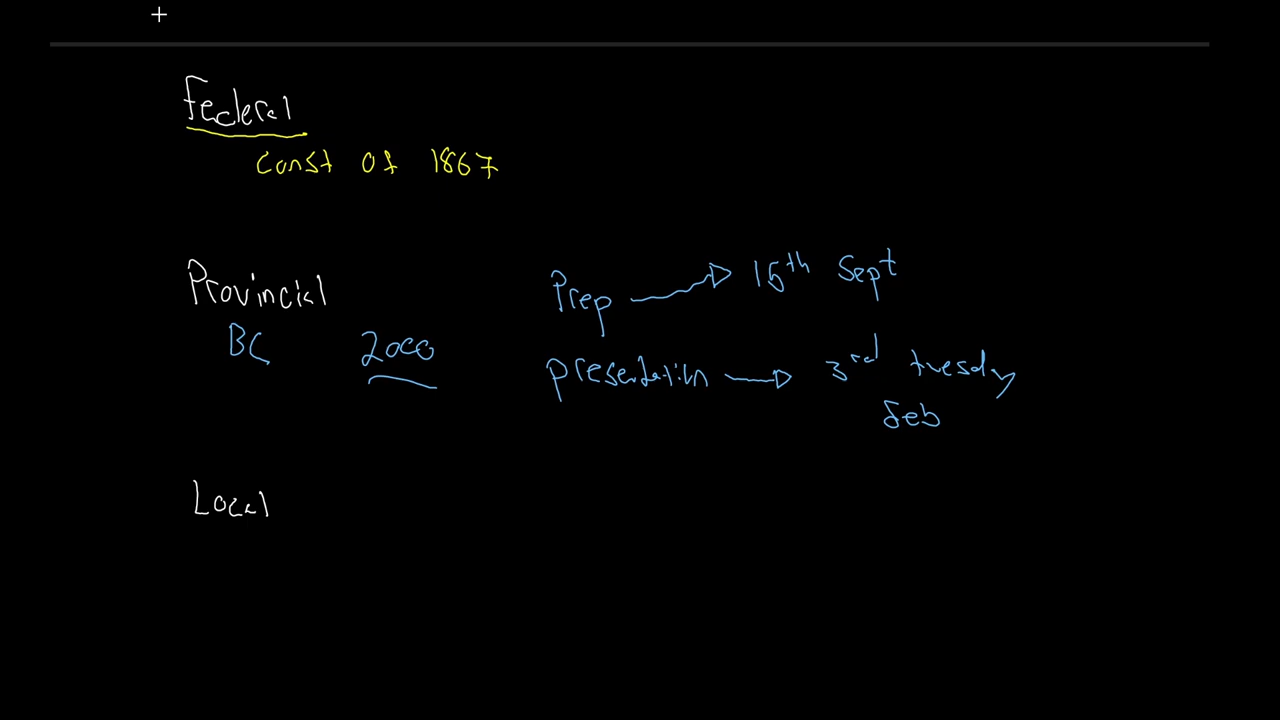 Federal
const of 1867
Provincial
BC 2000
Prep → 15th Sept
presentation → 3rd tuesday
feb
Local